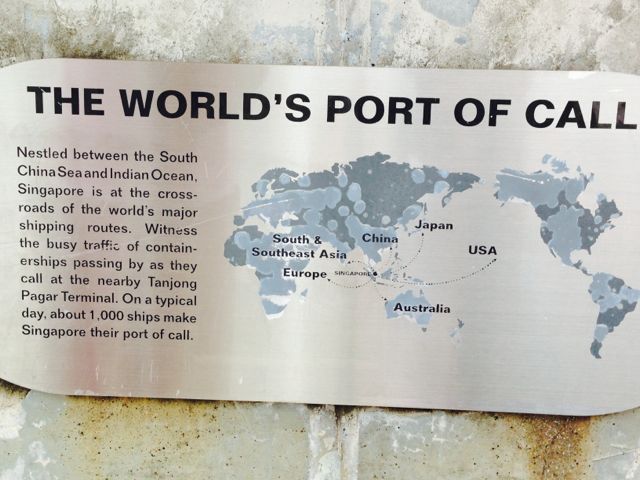 THE WORLD'S PORT OF CALL
Nestled between the South
China Sea and Indian Ocean,
Singapore is at the cross-
roads of the world's major
shipping routes. Witness
the busy traffic of contain-
erships passing by as they
call at the nearby Tanjong
Pagar Terminal. On a typical
day, about 1,000 ships make
Singapore their port of call.
Japan
South &
Southeast Asia
China
USA
Europe
SINGAPORE
Australia